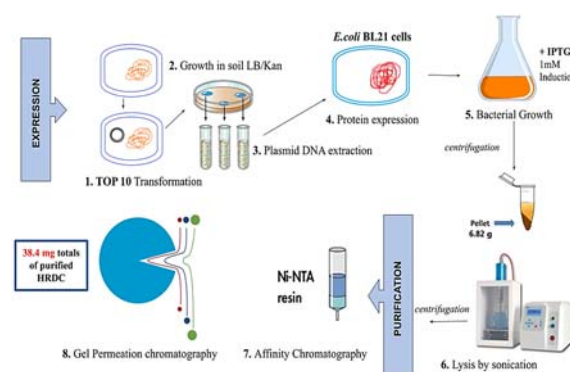 EXPRESSION
2. Growth in soil LB/Kan
1. TOP 10 Transformation
3. Plasmid DNA extraction
E.coli BL21 cells
4. Protein expression
+ IPTG
1mM
Induction
5. Bacterial Growth
centrifugation
Pellet
6.82 g
38.4 mg totals
of purified
HRDC
8. Gel Permeation chromatography
Ni-NTA
resin
7. Affinity Chromatography
PURIFICATION
centrifugation
6. Lysis by sonication